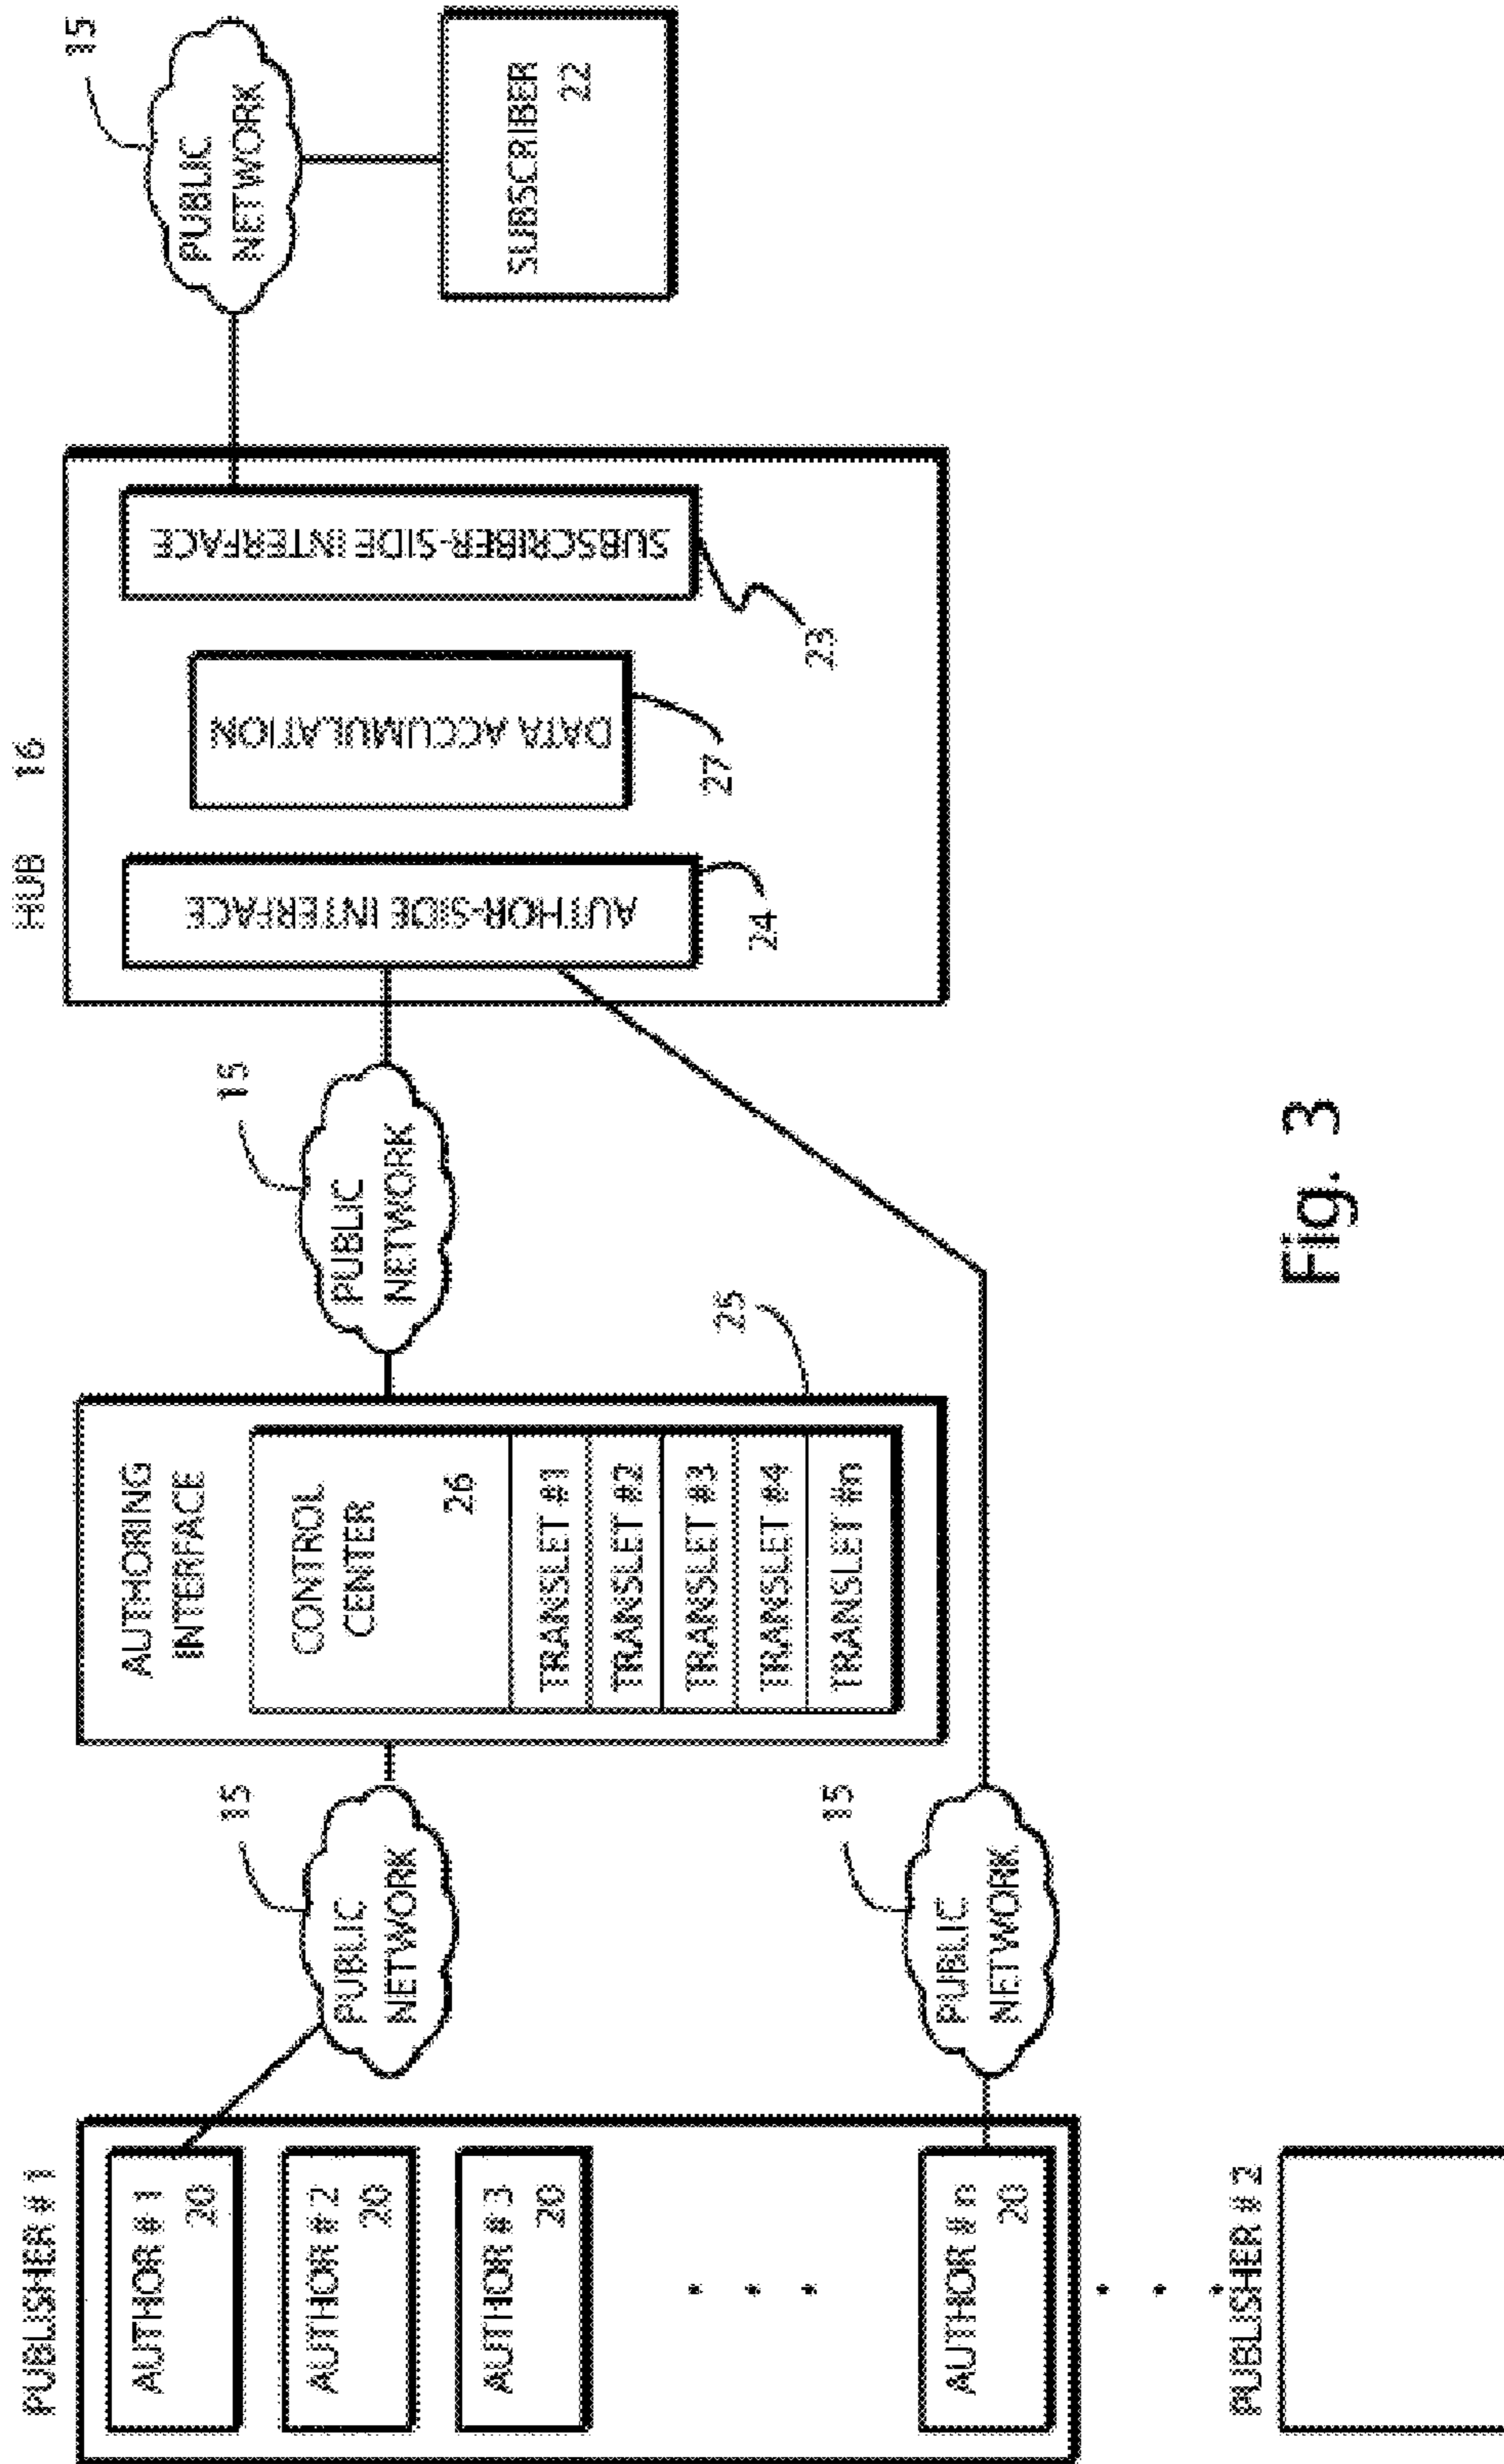 PUBLISHER # 1
AUTHOR # 1
20
AUTHOR # 2
20
AUTHOR # 3
20
AUTHOR # n
20
PUBLISHER # 2
15
PUBLIC
NETWORK
15
PUBLIC
NETWORK
AUTHORING
INTERFACE
CONTROL
CENTER
26
TRANSLET #1
TRANSLET #2
TRANSLET #3
TRANSLET #4
TRANSLET #n
25
15
PUBLIC
NETWORK
HUB 16
AUTHOR-SIDE INTERFACE
24
DATA ACCUMULATION
27
SUBSCRIBER-SIDE INTERFACE
23
15
PUBLIC
NETWORK
SUBSCRIBER
22
Fig. 3